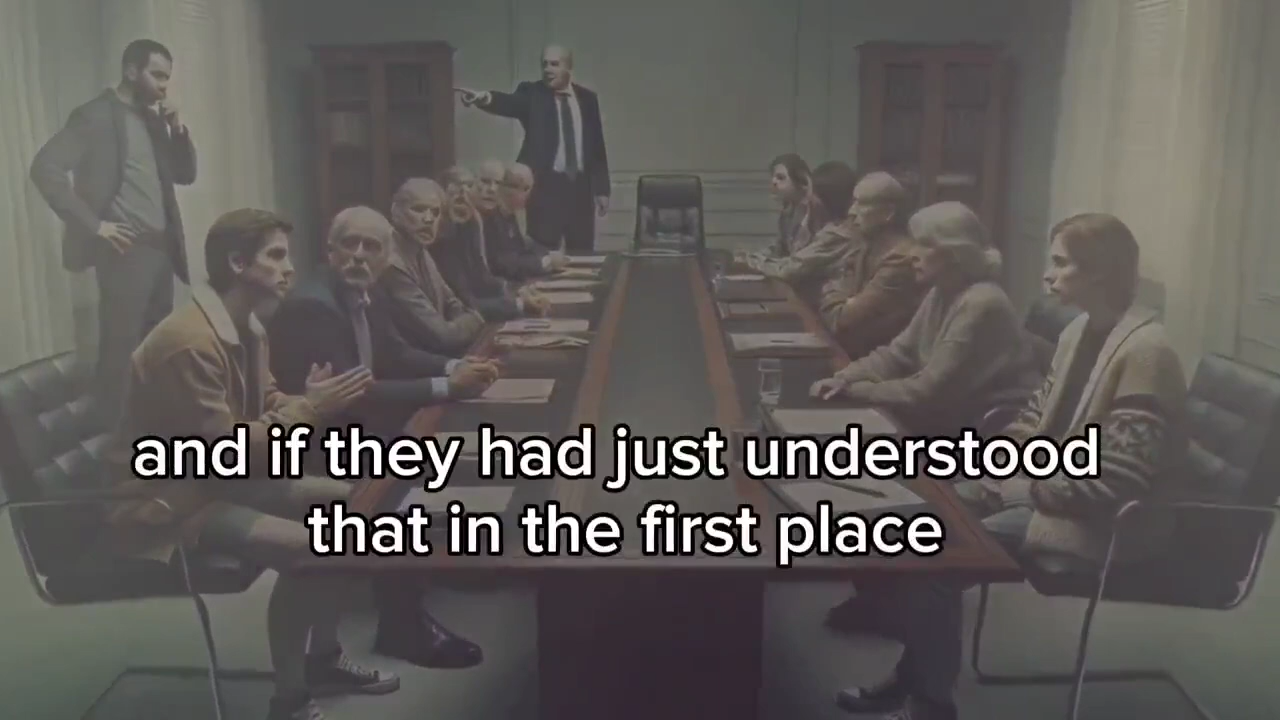 and if they had just understood
that in the first place